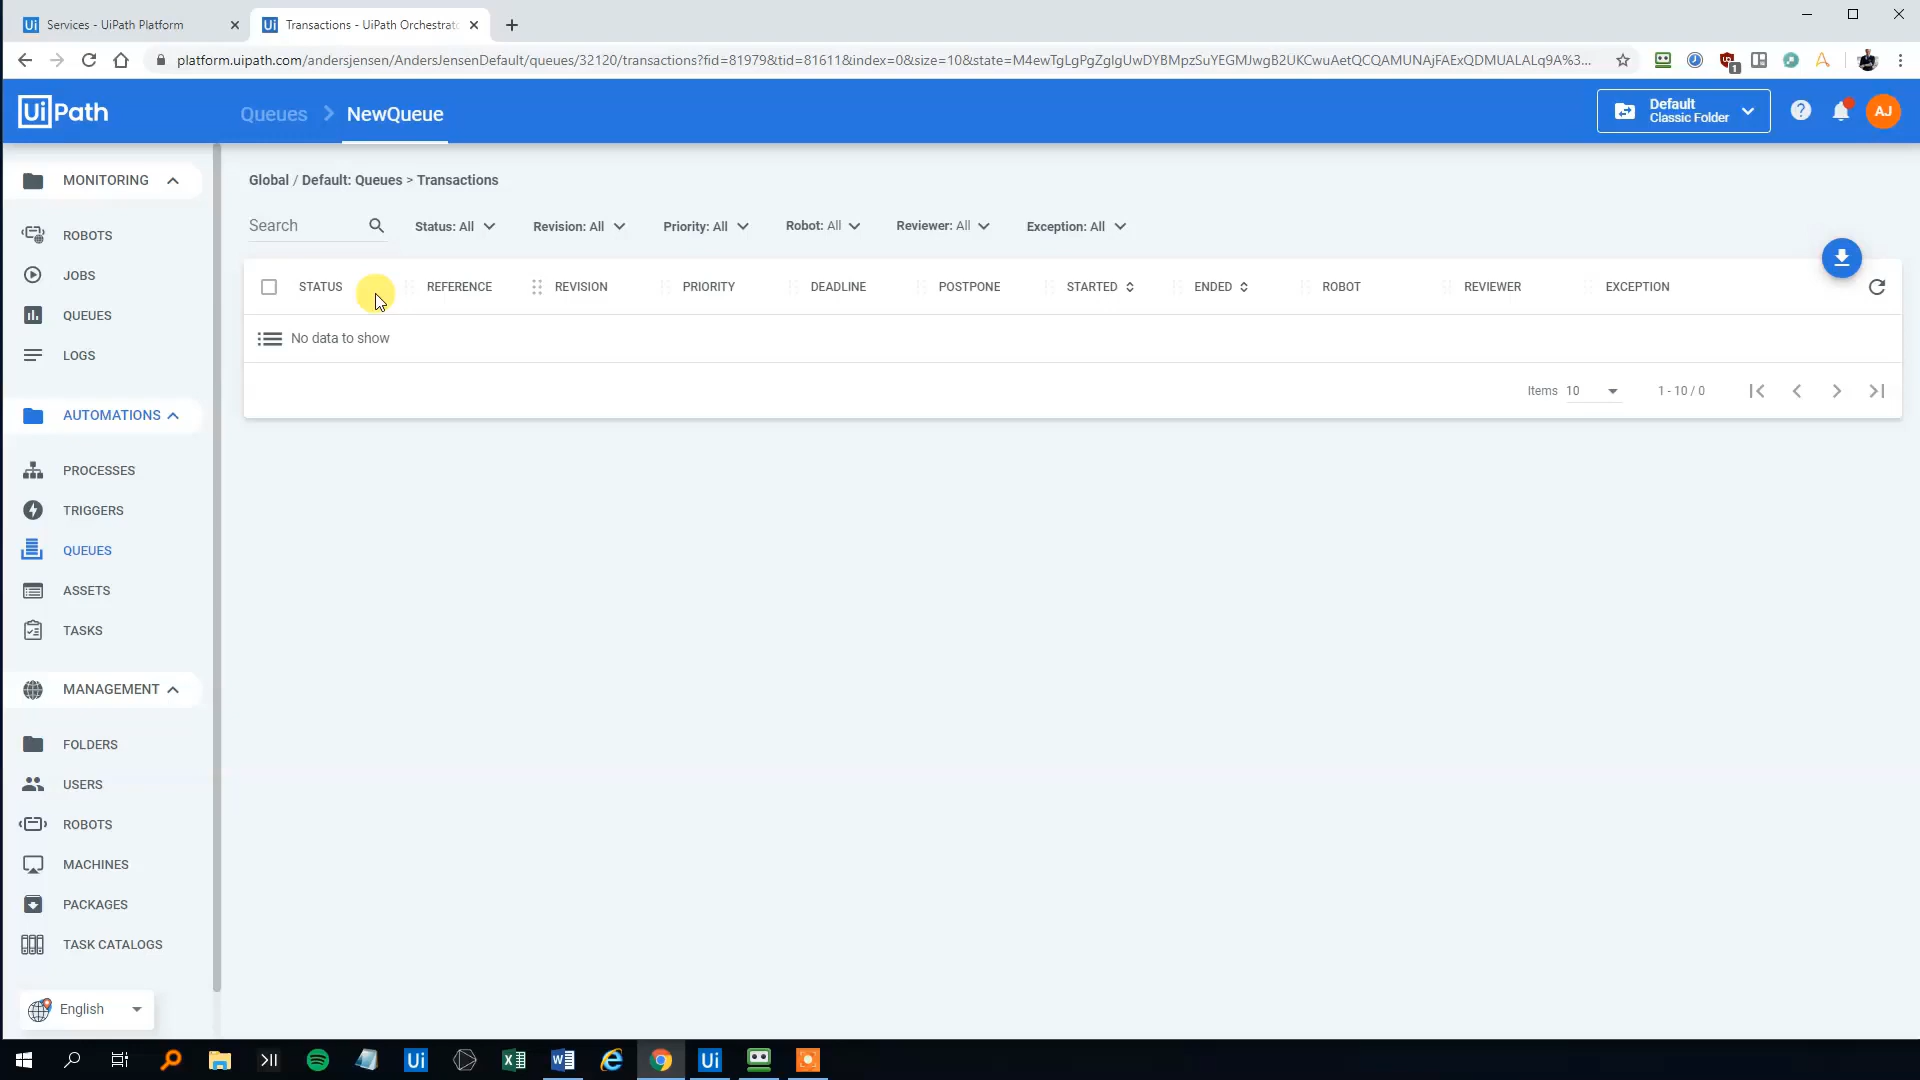 Services - UiPath Platform
Transactions - UiPath Orchestrato
platform.uipath.com/andersjensen/AndersJensenDefault/queues/32120/transactions?fid=81979&tid=81611&index=0&size=10&state=M4ewTgLgPgZglgUwDYBMpzSuYEGMJwgB2UKCwuAetQCQAMUNAjFAExQDMUALALq9A%3...
1
UiPath
Queues
NewQueue
Default
Classic Folder
?
AJ
MONITORING
ROBOTS
JOBS
QUEUES
LOGS
AUTOMATIONS
PROCESSES
TRIGGERS
QUEUES
ASSETS
TASKS
MANAGEMENT
FOLDERS
USERS
ROBOTS
MACHINES
PACKAGES
TASK CATALOGS
English
Global / Default: Queues > Transactions
Search
Status: All
Revision: All
Priority: All
Robot: All
Reviewer: All
Exception: All
STATUS REFERENCE REVISION PRIORITY DEADLINE POSTPONE STARTED ENDED ROBOT REVIEWER EXCEPTION
No data to show
Items 10 1 - 10 / 0